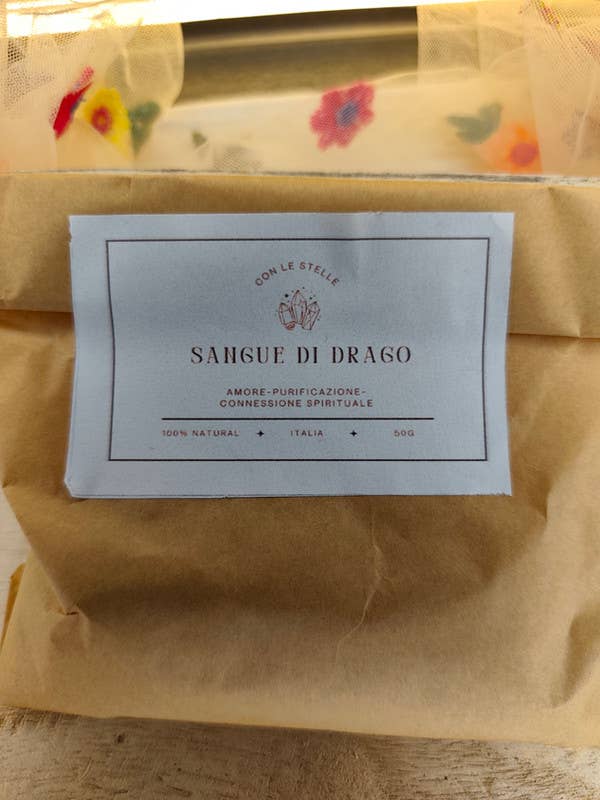 CON LE STELLE
SANGUE DI DRAGO
AMORE-PURIFICAZIONE-
CONNESSIONE SPIRITUALE
100% NATURAL ✦ ITALIA ✦ 50G